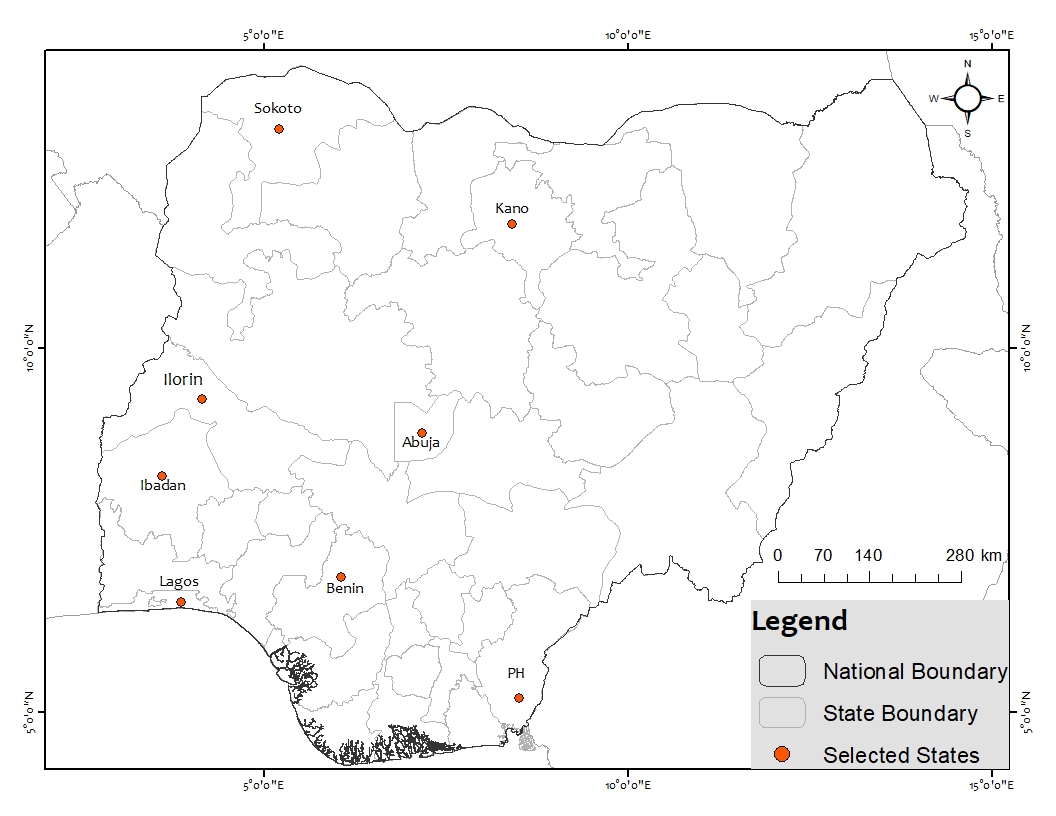 5°0'0"E 10°0'0"E 15°0'0"E
N
W E
S
Sokoto
Kano
10°0'0"N 10°0'0"N
Ilorin
Abuja
Ibadan
0 70 140 280 km
Lagos
Benin
Legend
PH
National Boundary
5°0'0"N 5°0'0"N
State Boundary
Selected States
5°0'0"E 10°0'0"E 15°0'0"E